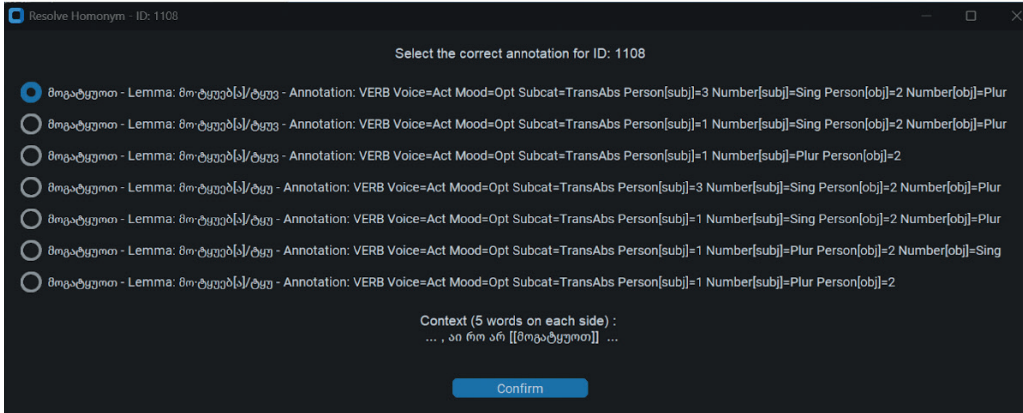 Resolve Homonym - ID: 1108
Select the correct annotation for ID: 1108
მოგატყუოთ - Lemma: მო-ტყუებ[ა]/ტყუვ - Annotation: VERB Voice=Act Mood=Opt Subcat=TransAbs Person[subj]=3 Number[subj]=Sing Person[obj]=2 Number[obj]=Plur
მოგატყუოთ - Lemma: მო-ტყუებ[ა]/ტყუვ - Annotation: VERB Voice=Act Mood=Opt Subcat=TransAbs Person[subj]=1 Number[subj]=Sing Person[obj]=2 Number[obj]=Plur
მოგატყუოთ - Lemma: მო-ტყუებ[ა]/ტყუვ - Annotation: VERB Voice=Act Mood=Opt Subcat=TransAbs Person[subj]=1 Number[subj]=Plur Person[obj]=2
მოგატყუოთ - Lemma: მო-ტყუებ[ა]/ტყუ - Annotation: VERB Voice=Act Mood=Opt Subcat=TransAbs Person[subj]=3 Number[subj]=Sing Person[obj]=2 Number[obj]=Plur
მოგატყუოთ - Lemma: მო-ტყუებ[ა]/ტყუ - Annotation: VERB Voice=Act Mood=Opt Subcat=TransAbs Person[subj]=1 Number[subj]=Sing Person[obj]=2 Number[obj]=Plur
მოგატყუოთ - Lemma: მო-ტყუებ[ა]/ტყუ - Annotation: VERB Voice=Act Mood=Opt Subcat=TransAbs Person[subj]=1 Number[subj]=Plur Person[obj]=2 Number[obj]=Sing
მოგატყუოთ - Lemma: მო-ტყუებ[ა]/ტყუ - Annotation: VERB Voice=Act Mood=Opt Subcat=TransAbs Person[subj]=1 Number[subj]=Plur Person[obj]=2
Context (5 words on each side) :
... , აი რო არ [[მოგატყუოთ]] ...
Confirm